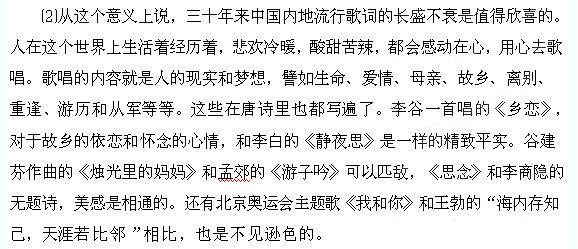 ⑵从这个意义上说，三十年来中国内地流行歌词的长盛不衰是值得欣喜的。
人在这个世界上生活着经历着，悲欢冷暖，酸甜苦辣，都会感动在心，用心去歌
唱。歌唱的内容就是人的现实和梦想，譬如生命、爱情、母亲、故乡、离别、
重逢、游历和从军等等。这些在唐诗里也都写遍了。李谷一首唱的《乡恋》，
对于故乡的依恋和怀念的心情，和李白的《静夜思》是一样的精致平实。谷建
芬作曲的《烛光里的妈妈》和孟郊的《游子吟》可以匹敌，《思念》和李商隐的
无题诗，美感是相通的。还有北京奥运会主题歌《我和你》和王勃的“海内存知
己，天涯若比邻 ”相比，也是不见逊色的。